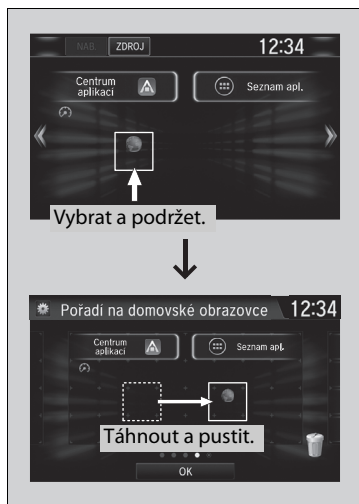 NAB.
ZDROJ
12:34
Centrum
aplikací
Seznam apl.
Vybrat a podržet.
Pořadí na domovské obrazovce
12:34
Centrum
aplikací
Seznam apl.
Táhnout a pustit.
OK